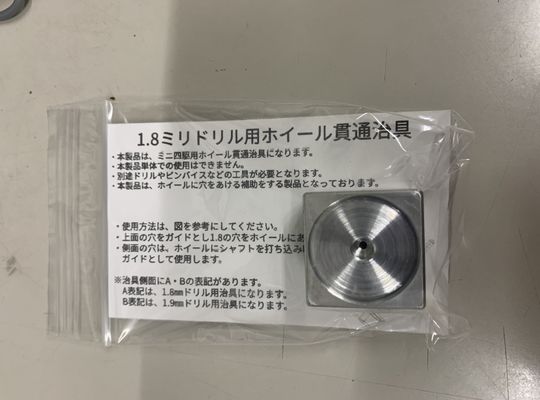 1.8ミリドリル用ホイール貫通治具
・本製品は、ミニ四駆用ホイール貫通治具になります。
・本製品単体での使用はできません。
・別途ドリルやピンバイスなどの工具が必要となります。
・本製品は、ホイールに穴をあける補助をする製品となっております。
・使用方法は、図を参考にしてください。
・上面の穴をガイドとし1.8の穴をホイールにあ
・側面の穴は、ホイールにシャフトを打ち込み
ガイドとして使用します。
※治具側面にA・Bの表記があります。
A表記は、1.8mmドリル用治具になります。
B表記は、1.9mmドリル用治具になります。